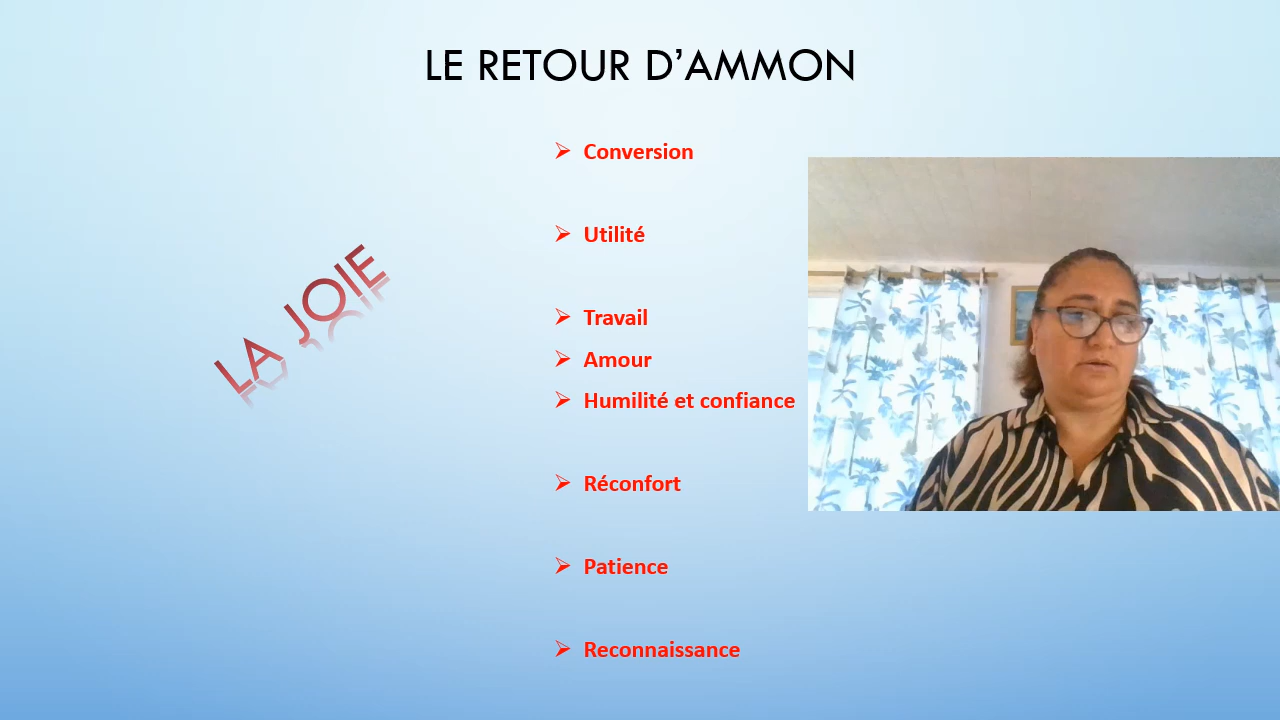 LE RETOUR D’AMMON
LA JOIE
➢ Conversion
➢ Utilité
➢ Travail
➢ Amour
➢ Humilité et confiance
➢ Réconfort
➢ Patience
➢ Reconnaissance